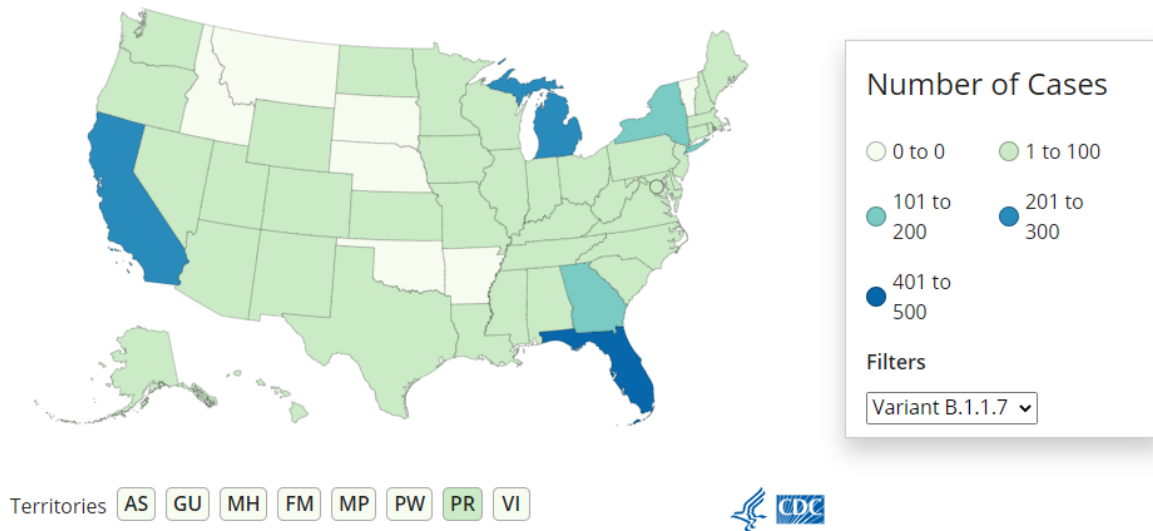 Number of Cases
0 to 0
1 to 100
101 to
200
201 to
300
401 to
500
Filters
Variant B.1.1.7
Territories AS GU MH FM MP PW PR VI
CDC